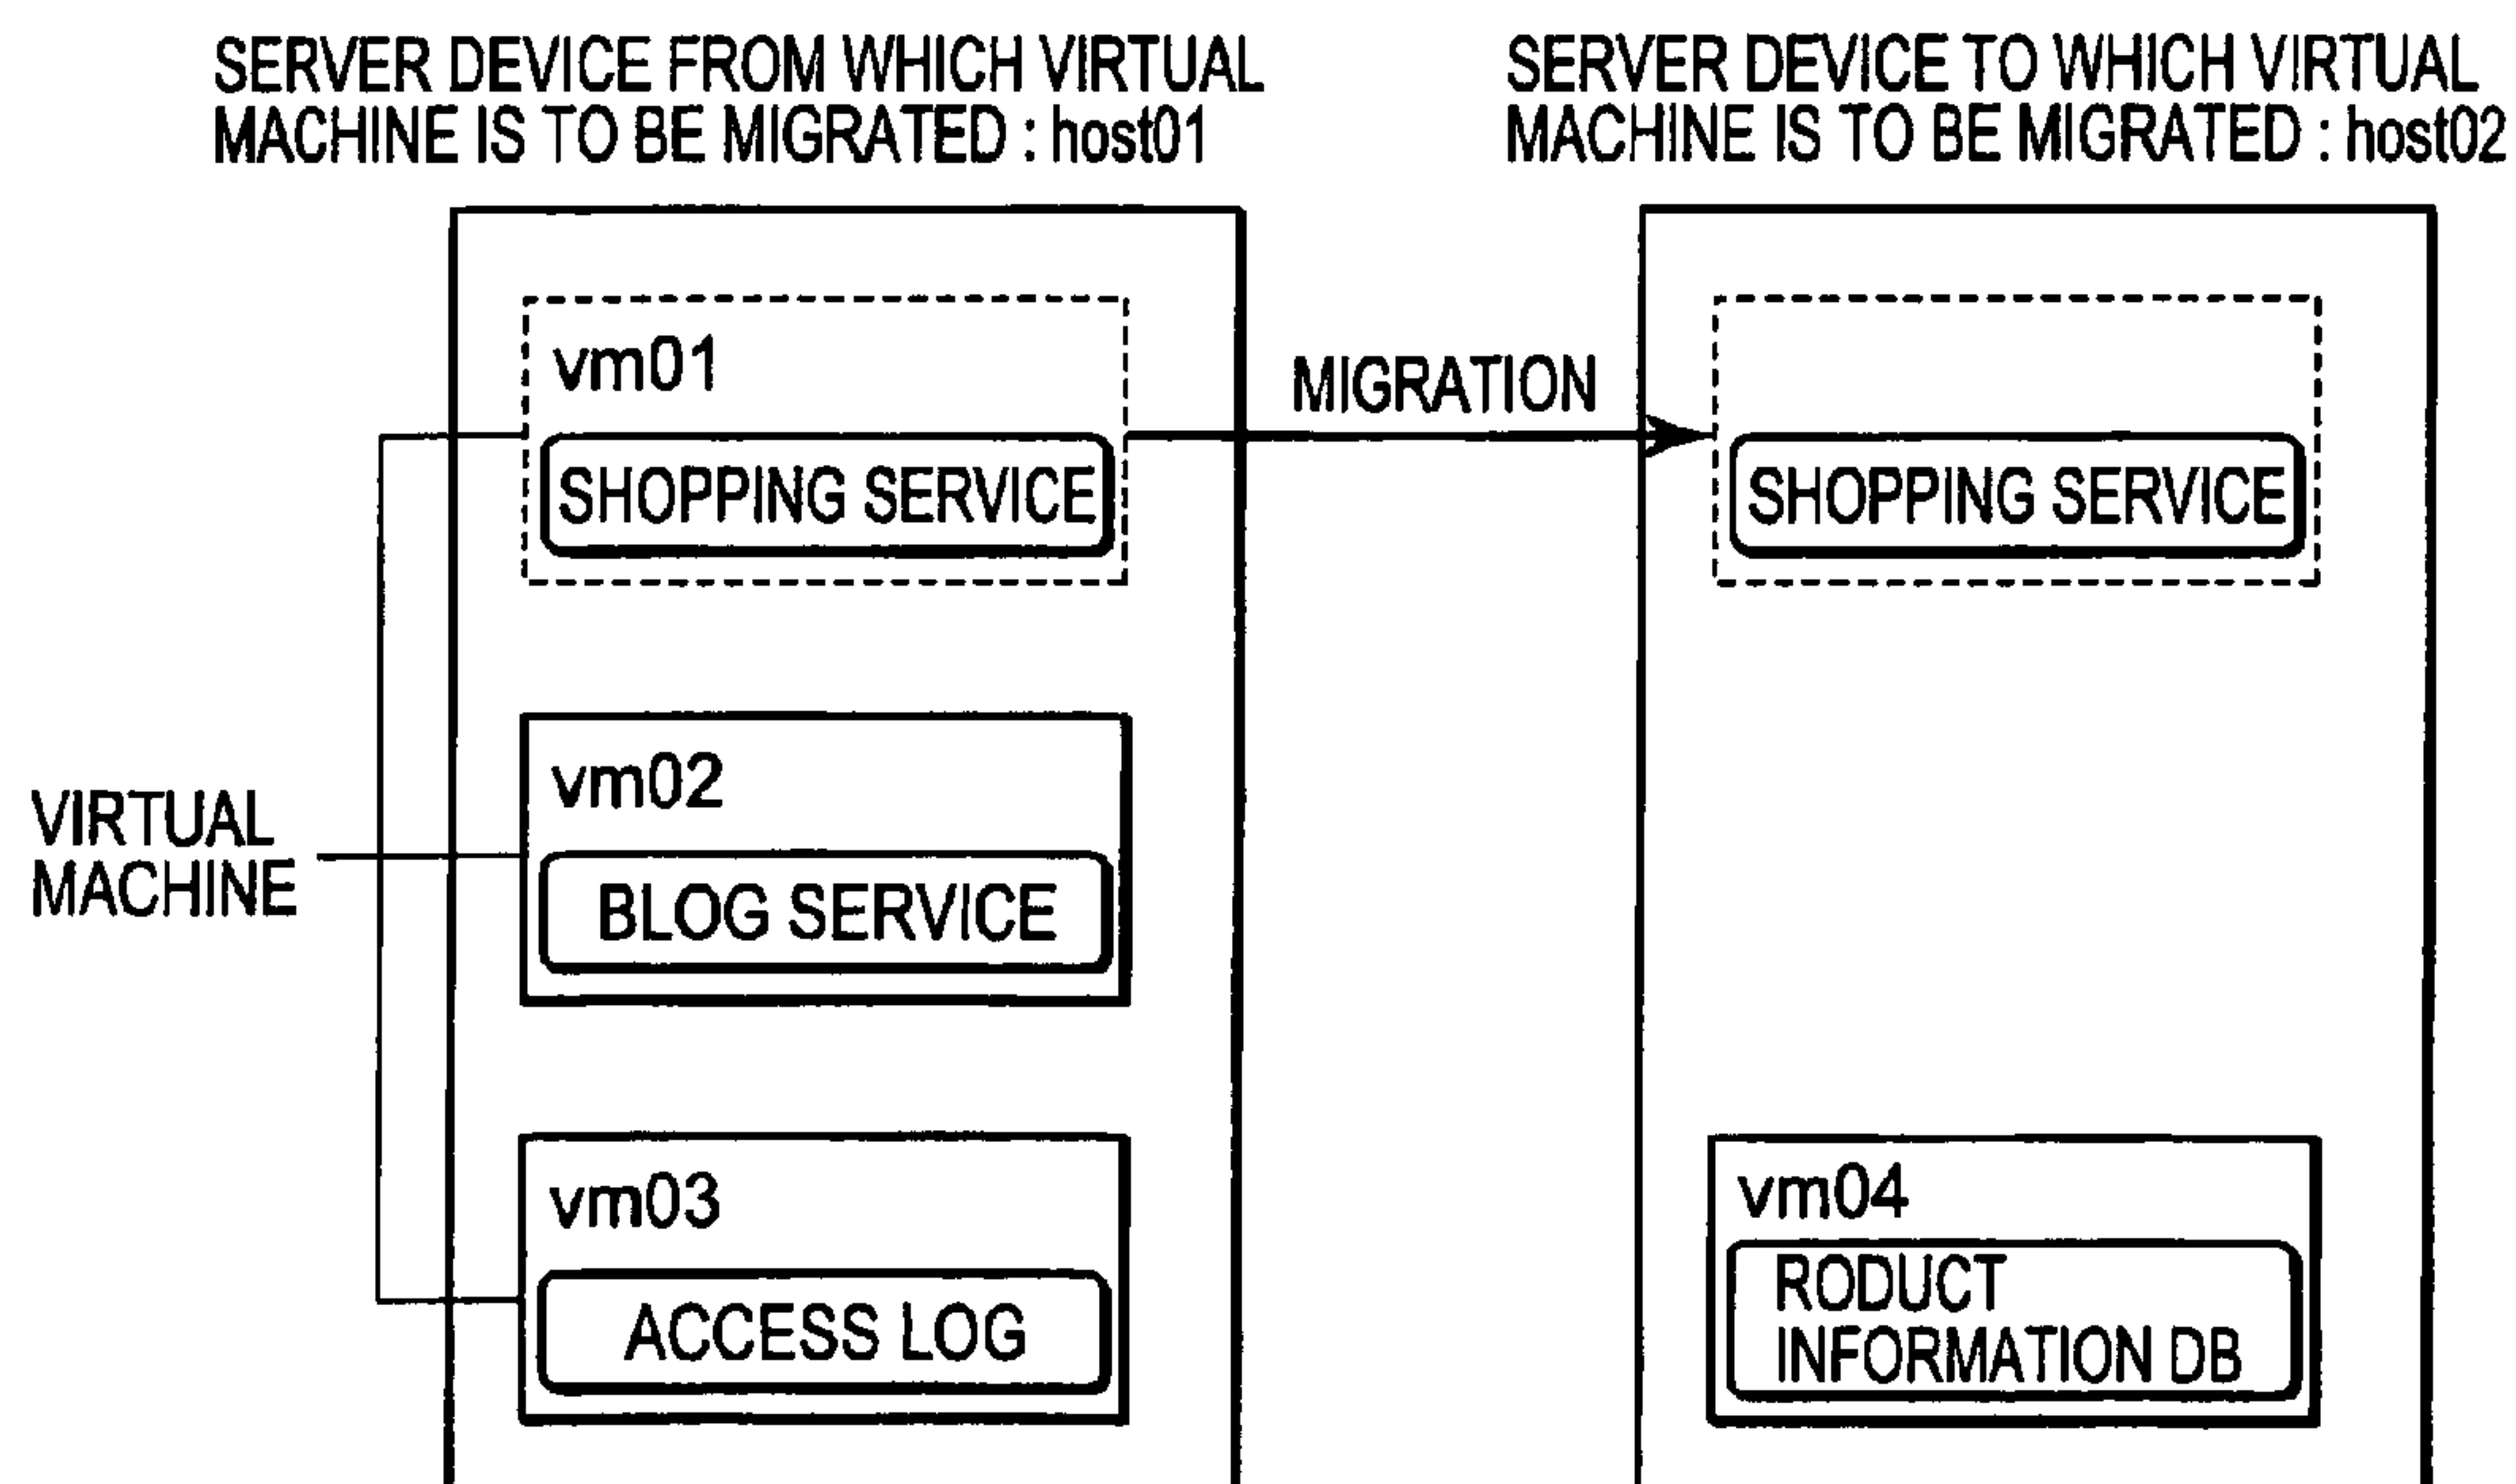 SERVER DEVICE FROM WHICH VIRTUAL
MACHINE IS TO BE MIGRATED : host01
SERVER DEVICE TO WHICH VIRTUAL
MACHINE IS TO BE MIGRATED : host02
vm01
SHOPPING SERVICE
MIGRATION
SHOPPING SERVICE
VIRTUAL
MACHINE
vm02
BLOG SERVICE
vm03
ACCESS LOG
vm04
RODUCT
INFORMATION DB